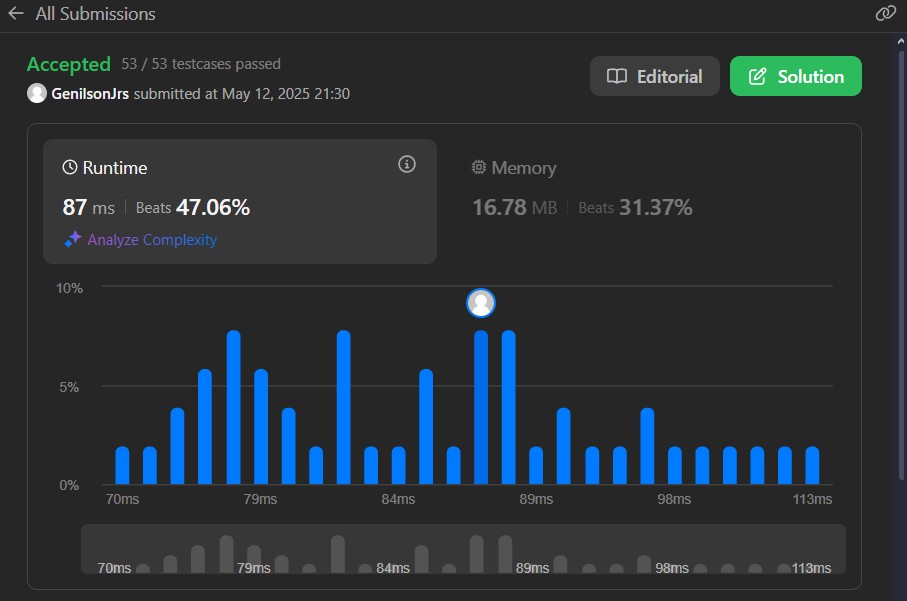 All Submissions
Accepted 53 / 53 testcases passed
GenilsonJrs submitted at May 12, 2025 21:30
Editorial
Solution
Runtime
87 ms Beats 47.06%
Analyze Complexity
Memory
16.78 MB Beats 31.37%
10%
5%
0%
70ms 79ms 84ms 89ms 98ms 113ms
70ms 79ms 84ms 89ms 98ms 113ms